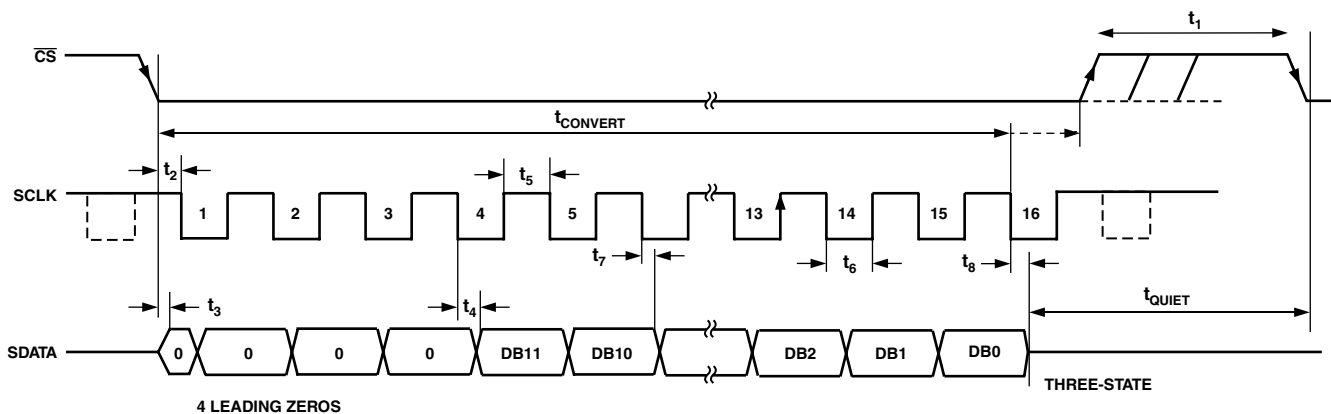 t1
CS
tCONVERT
t2
t5
SCLK
1 2 3 4 5 13 14 15 16
t7
t6
t8
t3
t4
tQUIET
SDATA
0 0 0 0 DB11 DB10 DB2 DB1 DB0
THREE-STATE
4 LEADING ZEROS